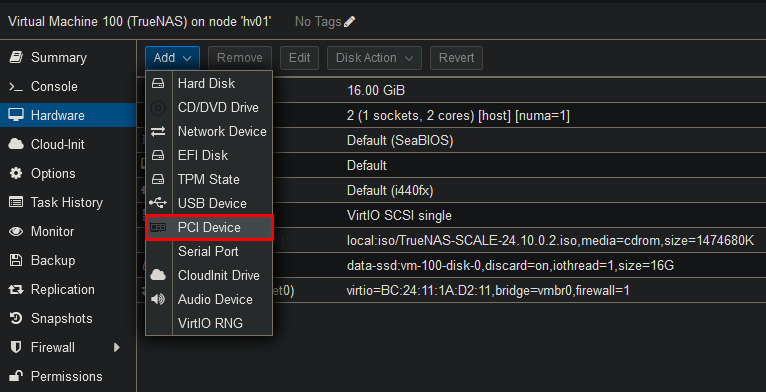 Virtual Machine 100 (TrueNAS) on node 'hv01' No Tags
Summary
Console
Hardware
Cloud-Init
Options
Task History
Monitor
Backup
Replication
Snapshots
Firewall
Permissions
Add Remove Edit Disk Action Revert
Hard Disk
CD/DVD Drive
Network Device
EFI Disk
TPM State
USB Device
PCI Device
Serial Port
CloudInit Drive
Audio Device
VirtIO RNG
16.00 GiB
2 (1 sockets, 2 cores) [host] [numa=1]
Default (SeaBIOS)
Default
Default (i440fx)
VirtIO SCSI single
local:iso/TrueNAS-SCALE-24.10.0.2.iso,media=cdrom,size=1474680K
data-ssd:vm-100-disk-0,discard=on,iothread=1,size=16G
et0) virtio=BC:24:11:1A:D2:11,bridge=vmbr0,firewall=1